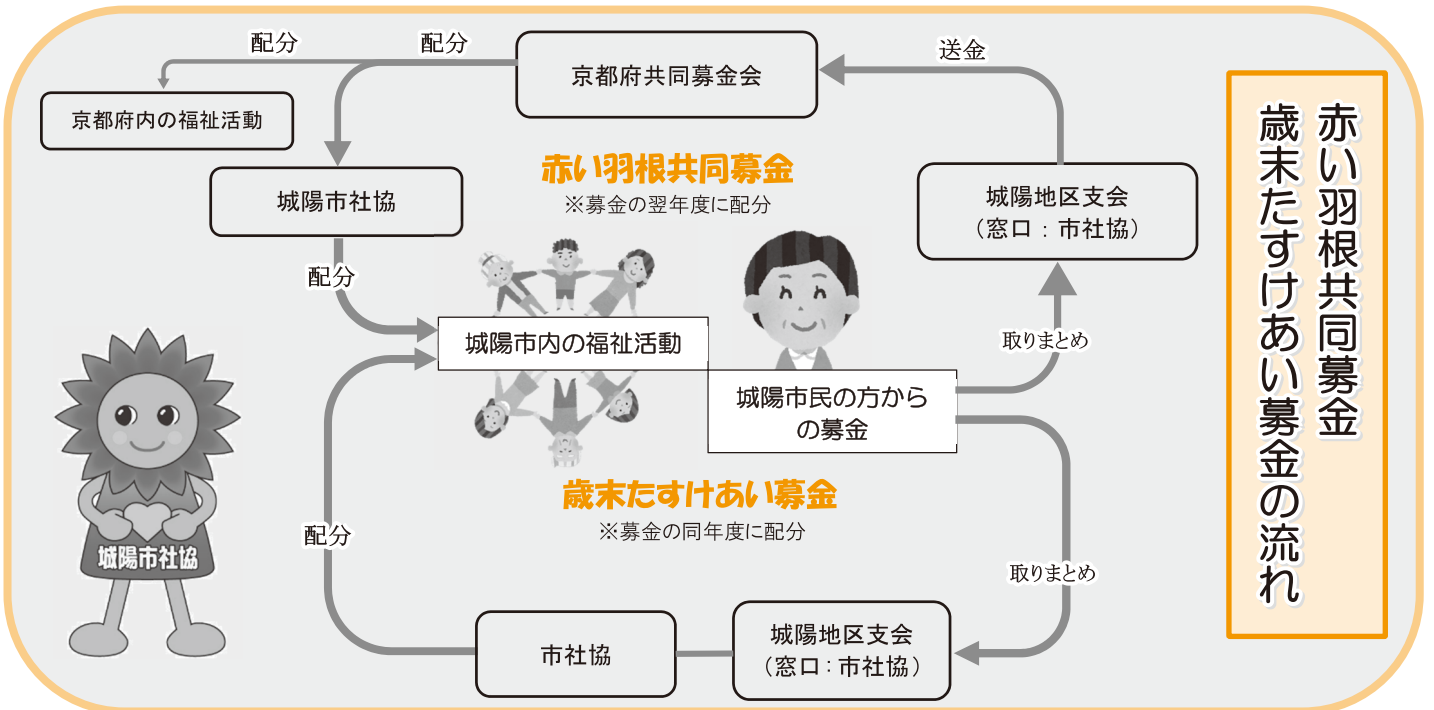 赤い羽根共同募金
歳末たすけあい募金の流れ
配分
配分
京都府共同募金会
送金
京都府内の福祉活動
城陽市社協
赤い羽根共同募金
※募金の翌年度に配分
城陽地区支会
（窓口：市社協）
配分
城陽市内の福祉活動
取りまとめ
城陽市民の方から
の募金
歳末たすけあい募金
※募金の同年度に配分
配分
城陽市社協
取りまとめ
市社協
城陽地区支会
（窓口：市社協）